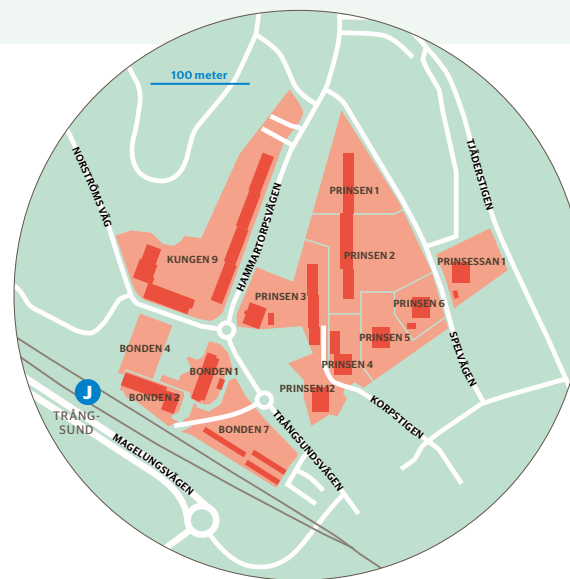 100 meter
NORSTRÖMS VÄG
HAMMARTORPSVÄGEN
TJÄDERSTIGEN
PRINSEN 1
KUNGEN 9
PRINSEN 2
PRINSESSAN 1
PRINSEN 3
PRINSEN 6
PRINSEN 5
SPELVÄGEN
BONDEN 4
BONDEN 1
PRINSEN 4
BONDEN 2
PRINSEN 12
KORPSTIGEN
J
TRÅNG-
SUND
BONDEN 7
TRÅNGSUNDSVÄGEN
MAGELUNGSVÄGEN